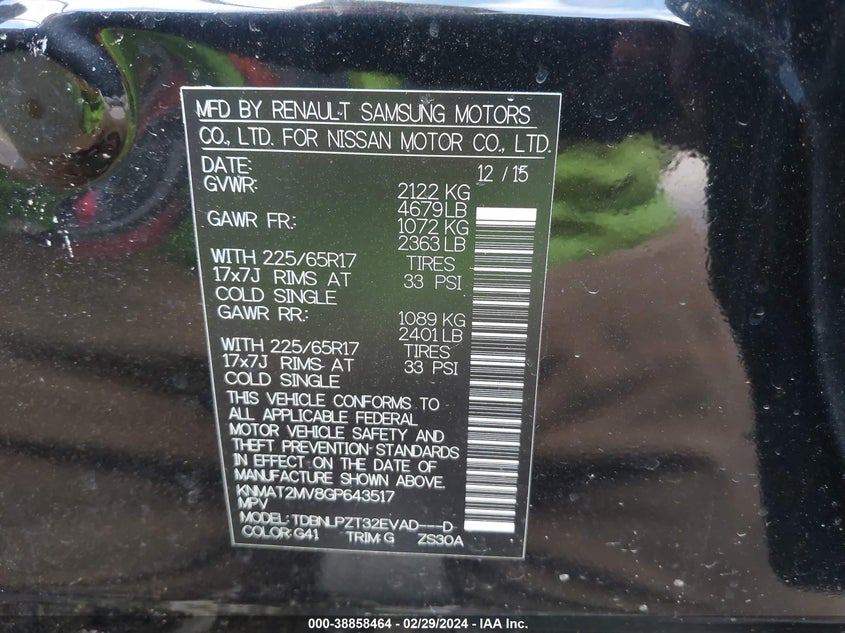 MFD BY RENAULT SAMSUNG MOTORS
CO., LTD. FOR NISSAN MOTOR CO., LTD.
DATE: 12 / 15
GVWR: 2122 KG
4679 LB
GAWR FR: 1072 KG
2363 LB
WITH 225/65R17 TIRES
17x7J RIMS AT 33 PSI
COLD SINGLE
GAWR RR: 1089 KG
2401 LB
WITH 225/65R17 TIRES
17x7J RIMS AT 33 PSI
COLD SINGLE
THIS VEHICLE CONFORMS TO
ALL APPLICABLE FEDERAL
MOTOR VEHICLE SAFETY AND
THEFT PREVENTION STANDARDS
IN EFFECT ON THE DATE OF
MANUFACTURE SHOWN ABOVE.
KNMAT2MV8GP643517
MPV
MODEL: TDBNLPZT32EVAD---D
COLOR: G41 TRIM: G ZS30A
000-38858464 - 02/29/2024 - IAA Inc.